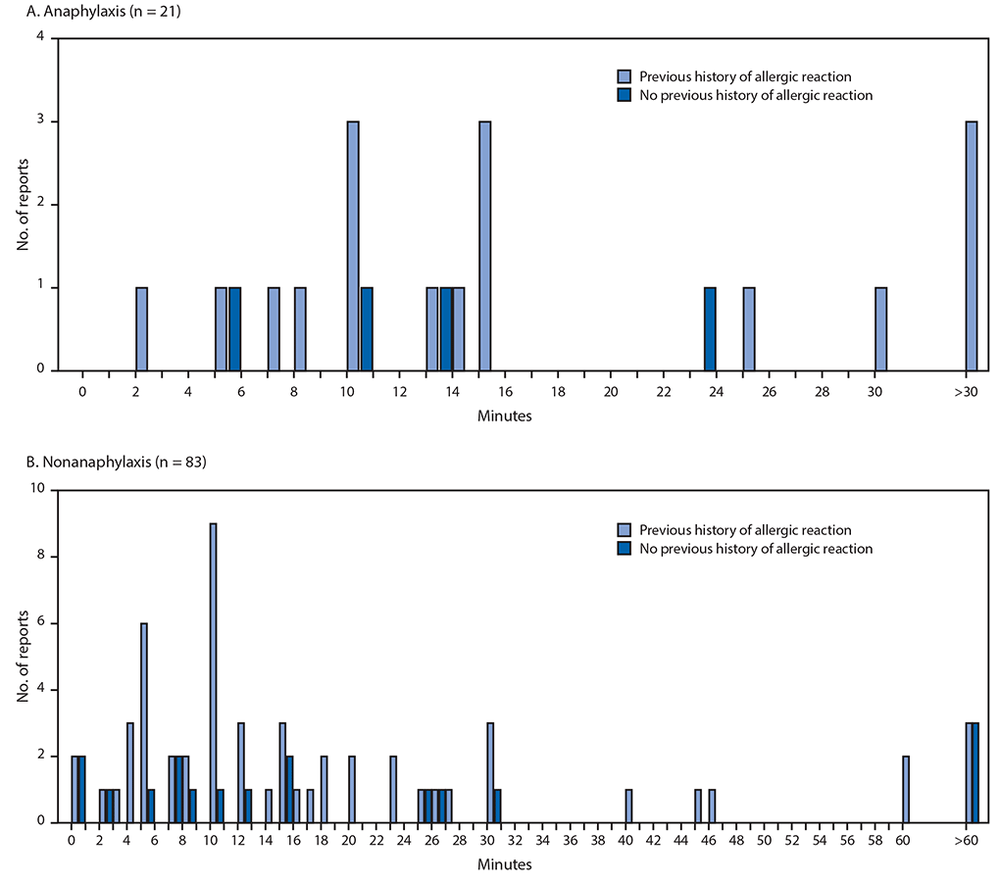 A. Anaphylaxis (n = 21)
4
3
2
1
0
No. of reports
Previous history of allergic reaction
No previous history of allergic reaction
0 2 4 6 8 10 12 14 16 18 20 22 24 26 28 30 >30
Minutes
B. Nonanaphylaxis (n = 83)
10
8
6
4
2
0
No. of reports
Previous history of allergic reaction
No previous history of allergic reaction
0 2 4 6 8 10 12 14 16 18 20 22 24 26 28 30 32 34 36 38 40 42 44 46 48 50 52 54 56 58 60 >60
Minutes